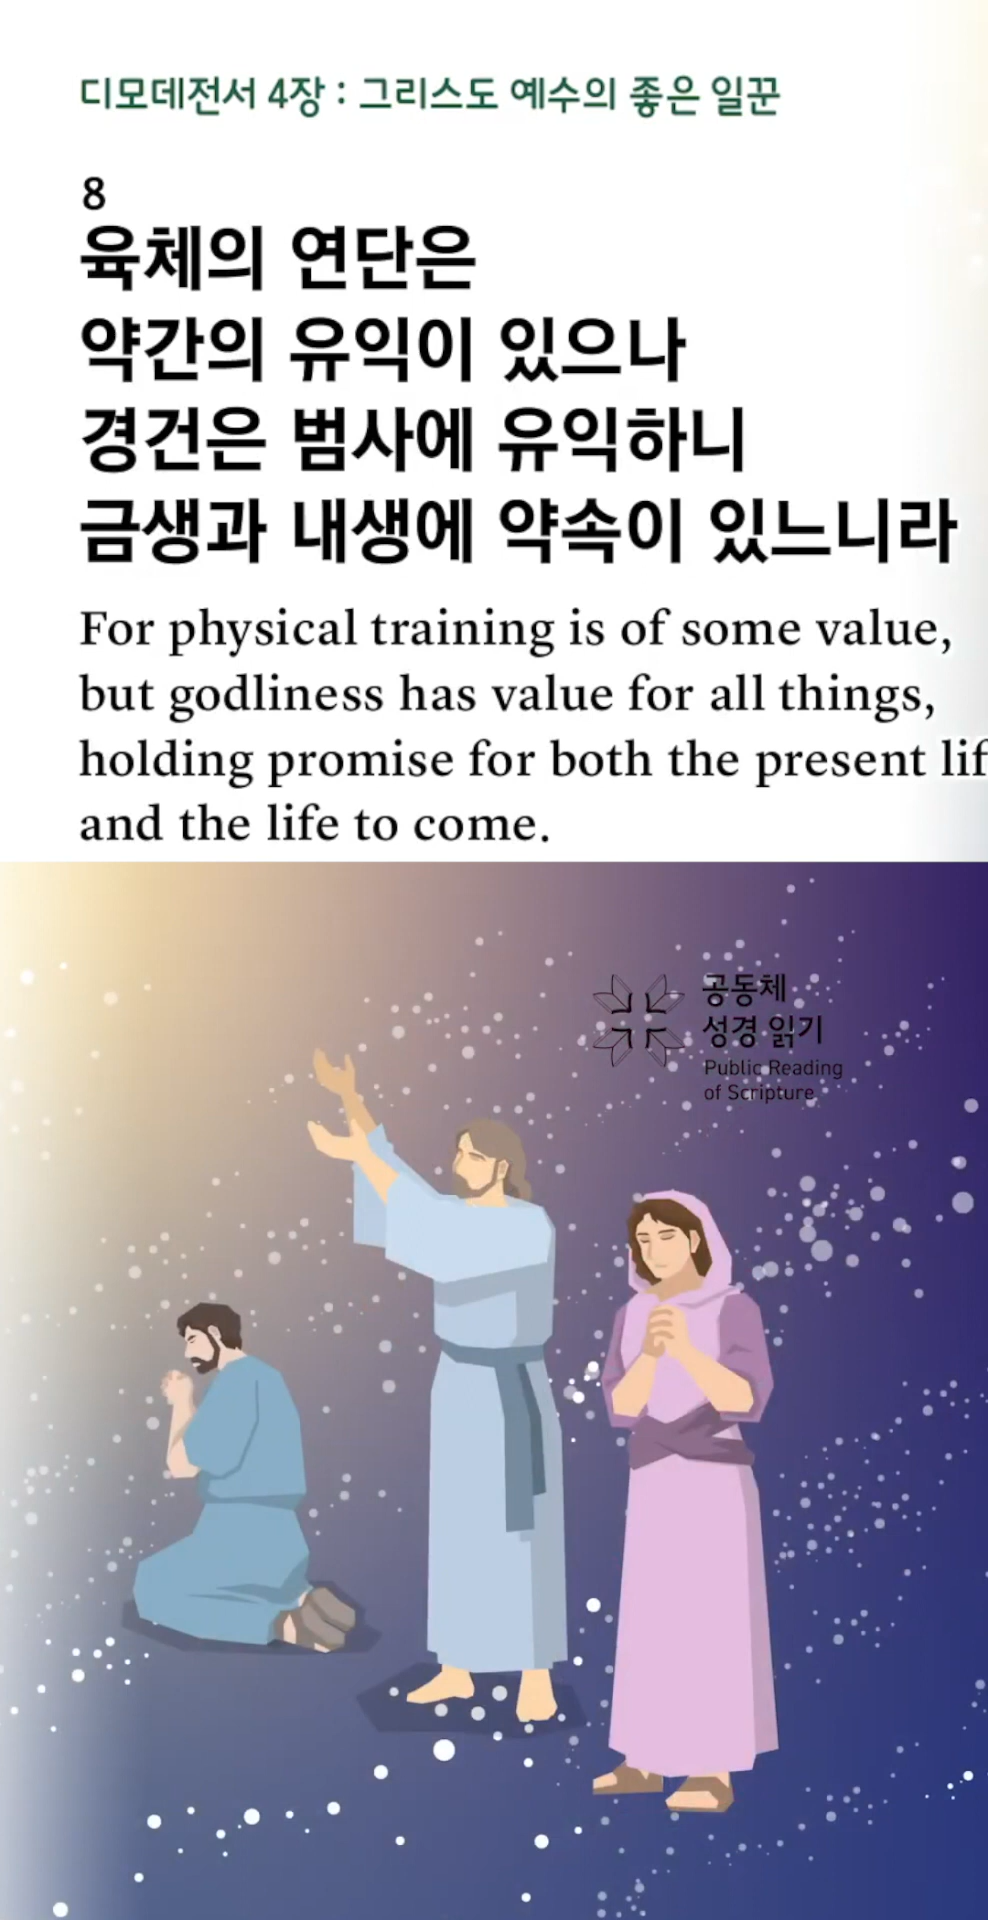 디모데전서 4장 : 그리스도 예수의 좋은 일꾼
8
육체의 연단은
약간의 유익이 있으나
경건은 범사에 유익하니
금생과 내생에 약속이 있느니라
For physical training is of some value,
but godliness has value for all things,
holding promise for both the present lif
and the life to come.
공동체
성경 읽기
Public Reading
of Scripture